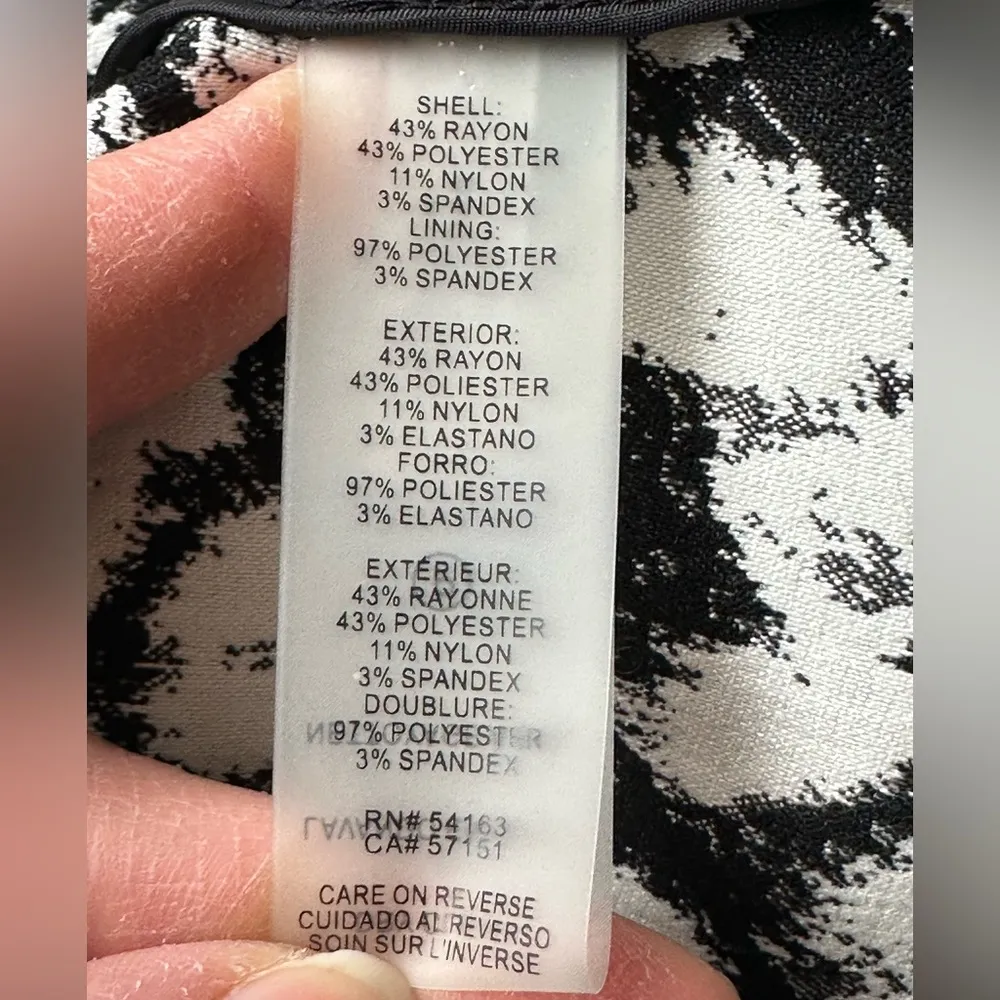 SHELL:
43% RAYON
43% POLYESTER
11% NYLON
3% SPANDEX
LINING:
97% POLYESTER
3% SPANDEX
EXTERIOR:
43% RAYON
43% POLIESTER
11% NYLON
3% ELASTANO
FORRO:
97% POLIESTER
3% ELASTANO
EXTÉRIEUR:
43% RAYONNE
43% POLYESTER
11% NYLON
3% SPANDEX
DOUBLURE:
97% POLYESTER
3% SPANDEX
RN# 54163
CA# 57151
CARE ON REVERSE
CUIDADO AL REVERSO
SOIN SUR L'INVERSE